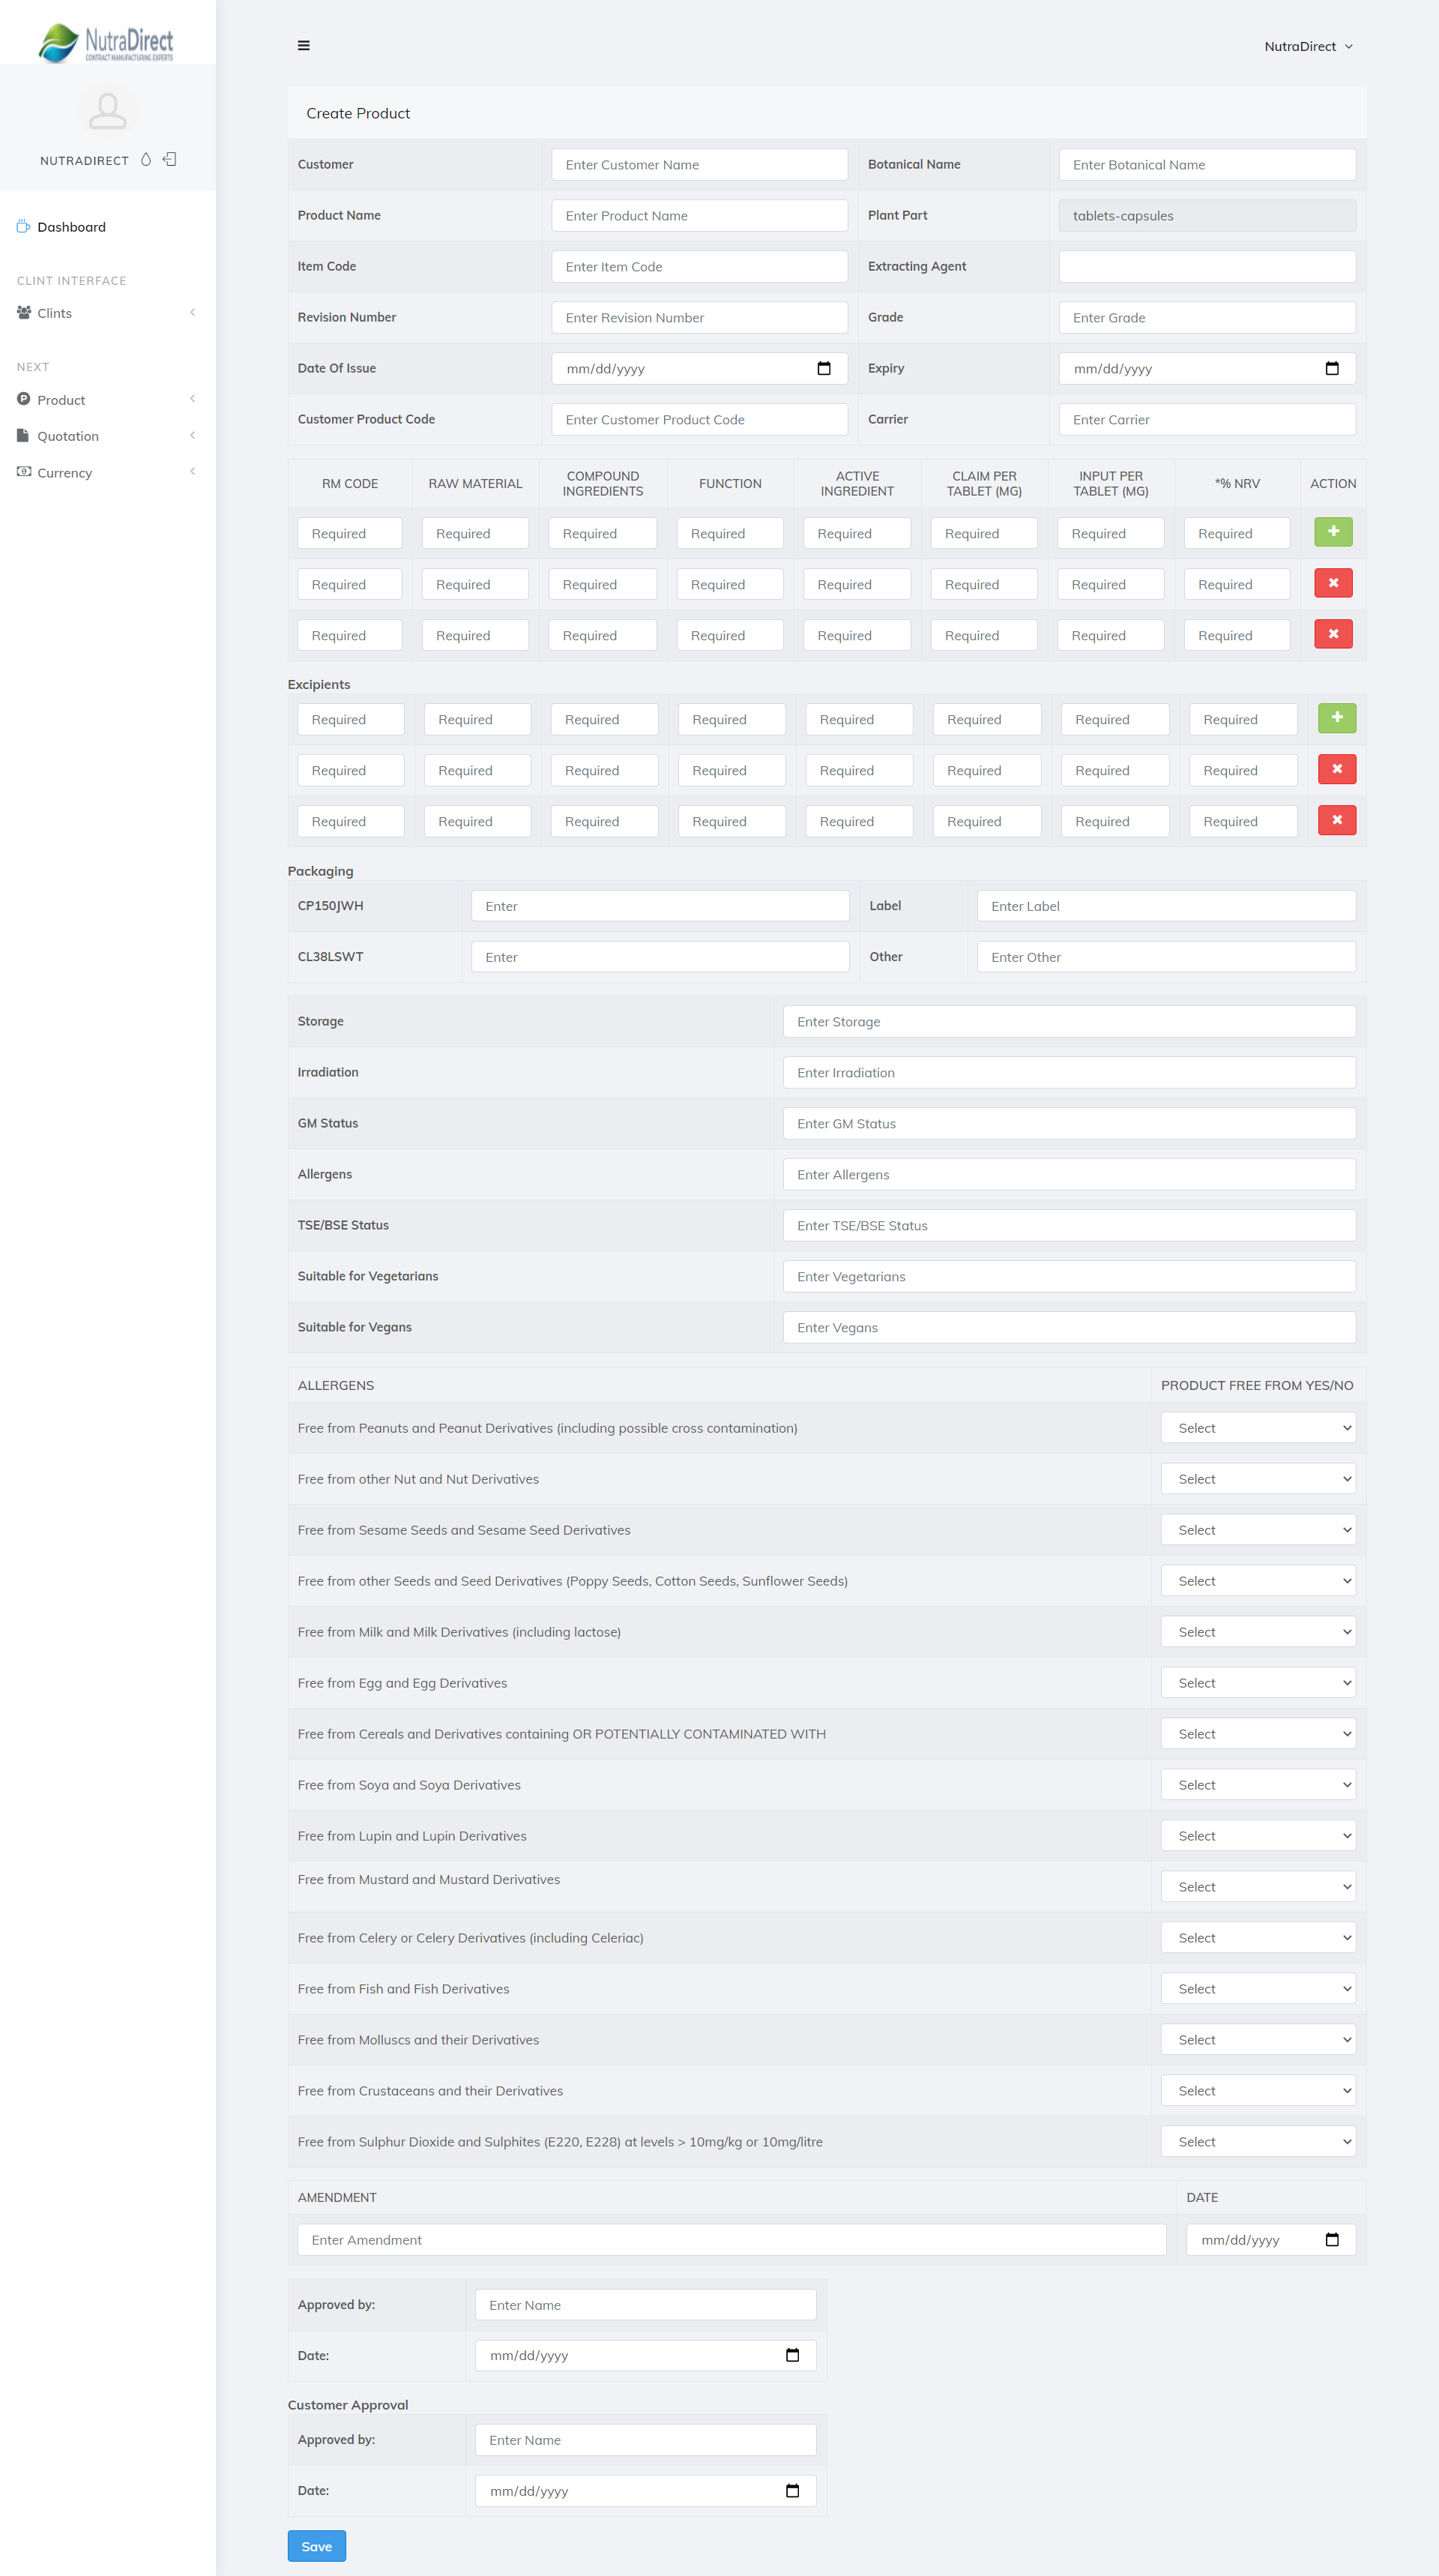 NutraDirect
CONTRACT MANUFACTURING EXPERTS
NUTRADIRECT
Dashboard
CLINT INTERFACE
Clints
NEXT
Product
Quotation
Currency
NutraDirect
Create Product
Customer Enter Customer Name Botanical Name Enter Botanical Name
Product Name Enter Product Name Plant Part tablets-capsules
Item Code Enter Item Code Extracting Agent
Revision Number Enter Revision Number Grade Enter Grade
Date Of Issue mm/dd/yyyy Expiry mm/dd/yyyy
Customer Product Code Enter Customer Product Code Carrier Enter Carrier
RM CODE RAW MATERIAL COMPOUND INGREDIENTS FUNCTION ACTIVE INGREDIENT CLAIM PER TABLET (MG) INPUT PER TABLET (MG) *% NRV ACTION
Required Required Required Required Required Required Required Required
Required Required Required Required Required Required Required Required
Required Required Required Required Required Required Required Required
Excipients
Required Required Required Required Required Required Required Required
Required Required Required Required Required Required Required Required
Required Required Required Required Required Required Required Required
Packaging
CP150JWH Enter Label Enter Label
CL38LSWT Enter Other Enter Other
Storage Enter Storage
Irradiation Enter Irradiation
GM Status Enter GM Status
Allergens Enter Allergens
TSE/BSE Status Enter TSE/BSE Status
Suitable for Vegetarians Enter Vegetarians
Suitable for Vegans Enter Vegans
ALLERGENS PRODUCT FREE FROM YES/NO
Free from Peanuts and Peanut Derivatives (including possible cross contamination) Select
Free from other Nut and Nut Derivatives Select
Free from Sesame Seeds and Sesame Seed Derivatives Select
Free from other Seeds and Seed Derivatives (Poppy Seeds, Cotton Seeds, Sunflower Seeds) Select
Free from Milk and Milk Derivatives (including lactose) Select
Free from Egg and Egg Derivatives Select
Free from Cereals and Derivatives containing OR POTENTIALLY CONTAMINATED WITH Select
Free from Soya and Soya Derivatives Select
Free from Lupin and Lupin Derivatives Select
Free from Mustard and Mustard Derivatives Select
Free from Celery or Celery Derivatives (including Celeriac) Select
Free from Fish and Fish Derivatives Select
Free from Molluscs and their Derivatives Select
Free from Crustaceans and their Derivatives Select
Free from Sulphur Dioxide and Sulphites (E220, E228) at levels > 10mg/kg or 10mg/litre Select
AMENDMENT DATE
Enter Amendment mm/dd/yyyy
Approved by: Enter Name
Date: mm/dd/yyyy
Customer Approval
Approved by: Enter Name
Date: mm/dd/yyyy
Save